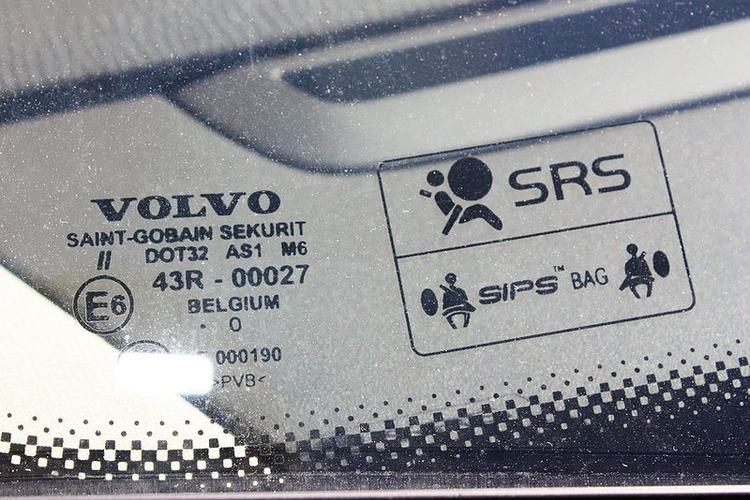 VOLVO
SAINT-GOBAIN SEKURIT
II DOT32 AS1 M6
43R - 00027
E6
BELGIUM
. 0
000190
>PVB<
SRS
SIPS™ BAG